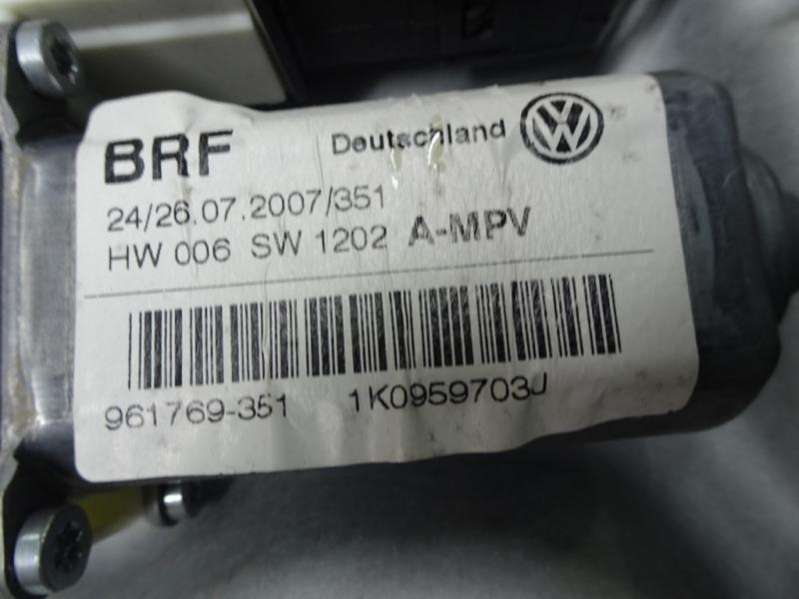 BRF Deutschland
24/26.07.2007/351
HW 006 SW 1202 A-MPV
961769-351 1K0959703J